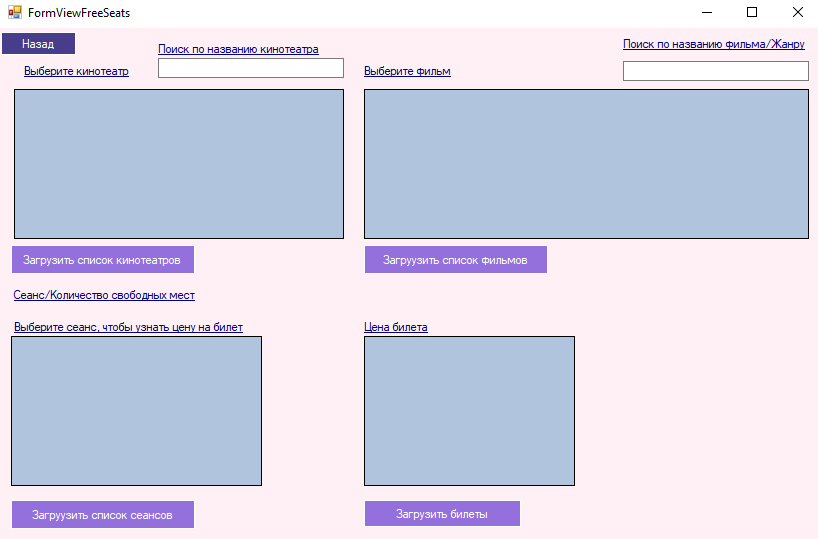 FormViewFreeSeats
Назад
Поиск по названию кинотеатра
Поиск по названию фильма/Жанру
Выберите кинотеатр
Выберите фильм
Загрузить список кинотеатров
Загруузить список фильмов
Сеанс/Количество свободных мест
Выберите сеанс, чтобы узнать цену на билет
Цена билета
Загруузить список сеансов
Загрузить билеты